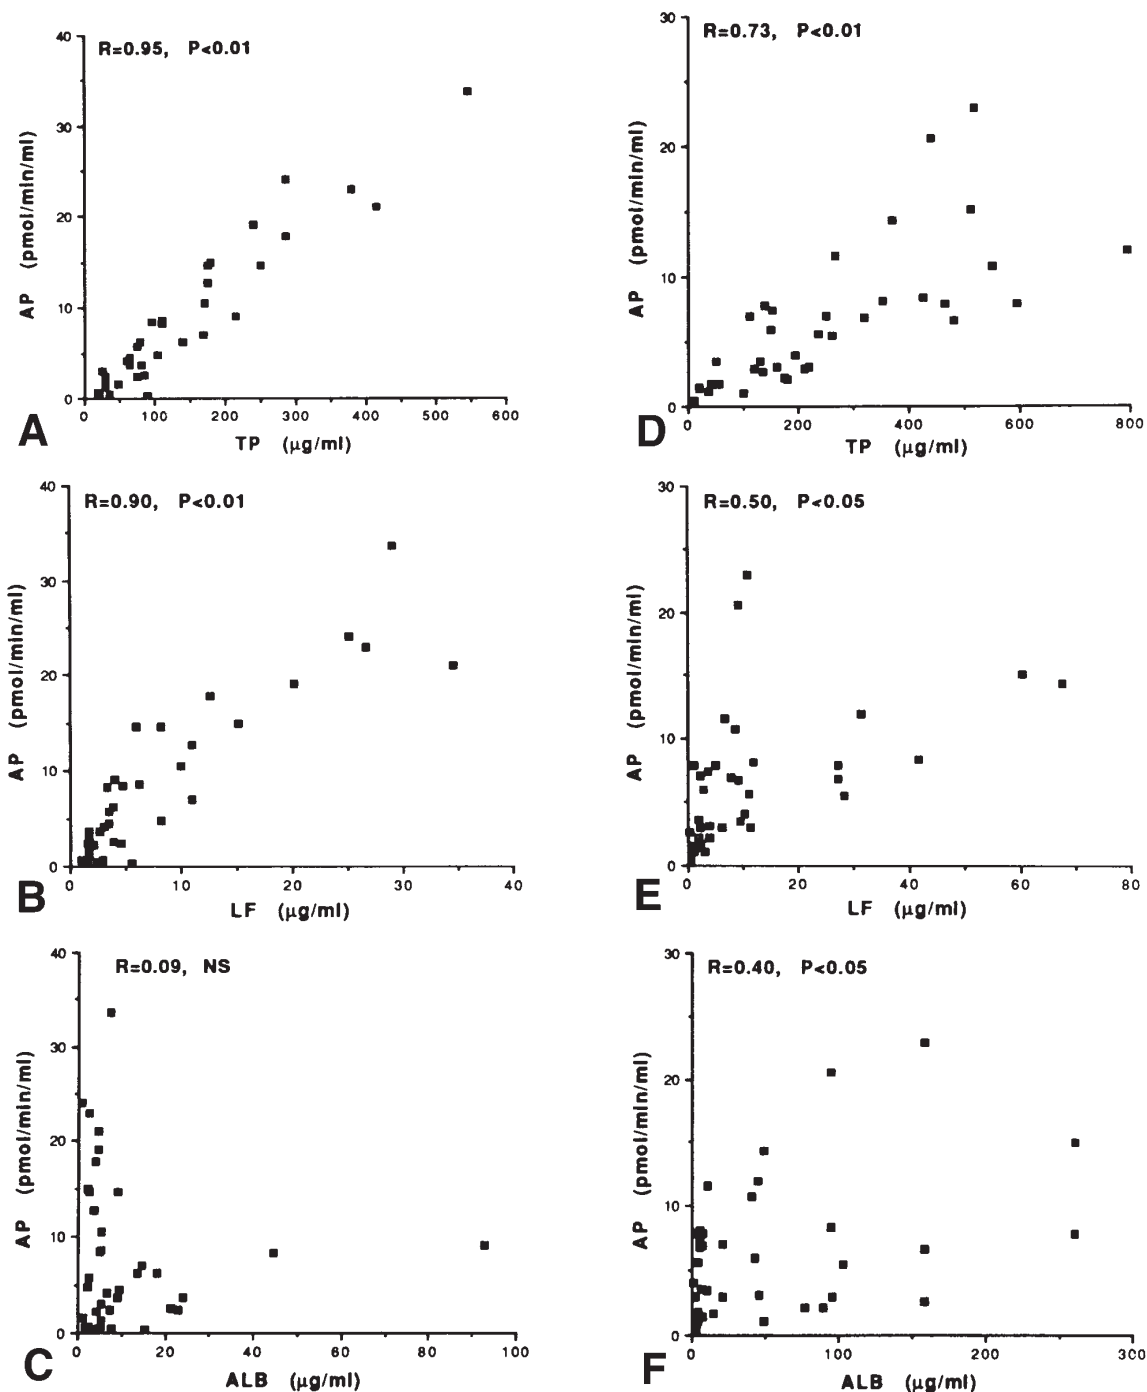 R=0.95, P<0.01
40
30
20
10
0
AP (pmol/min/ml)
0 100 200 300 400 500 600
TP (μg/ml)
A
R=0.73, P<0.01
30
20
10
0
AP (pmol/min/ml)
0 200 400 600 800
TP (μg/ml)
D
R=0.90, P<0.01
40
30
20
10
0
AP (pmol/min/ml)
0 10 20 30 40
LF (μg/ml)
B
R=0.50, P<0.05
30
20
10
0
AP (pmol/min/ml)
0 20 40 60 80
LF (μg/ml)
E
R=0.09, NS
40
30
20
10
0
AP (pmol/min/ml)
0 20 40 60 80 100
ALB (μg/ml)
C
R=0.40, P<0.05
30
20
10
0
AP (pmol/min/ml)
0 100 200 300
ALB (μg/ml)
F